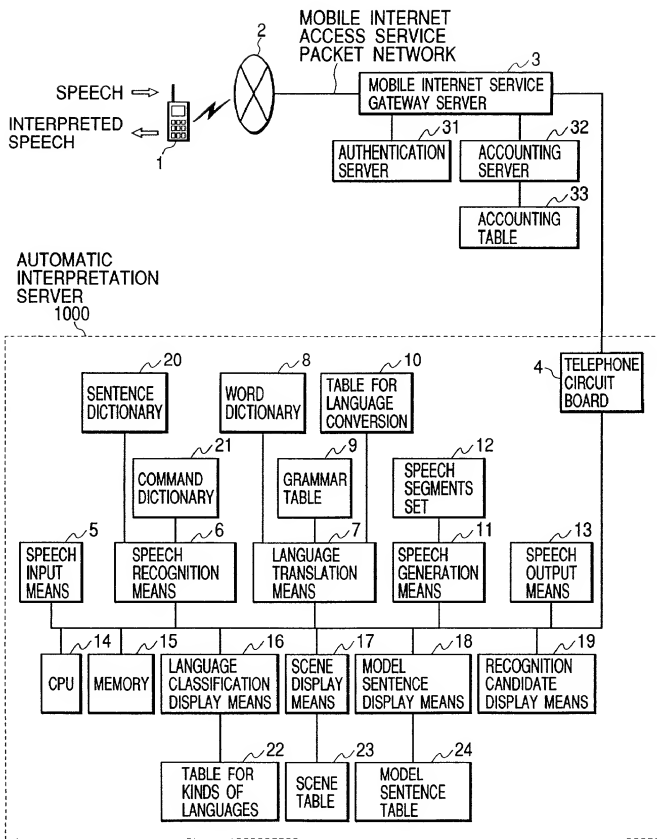 MOBILE INTERNET
ACCESS SERVICE
PACKET NETWORK
2
3
SPEECH
MOBILE INTERNET SERVICE
GATEWAY SERVER
INTERPRETED
SPEECH
1
31
32
AUTHENTICATION
SERVER
ACCOUNTING
SERVER
33
ACCOUNTING
TABLE
AUTOMATIC
INTERPRETATION
SERVER
1000
20
8
10
4
TELEPHONE
CIRCUIT
BOARD
SENTENCE
DICTIONARY
WORD
DICTIONARY
TABLE FOR
LANGUAGE
CONVERSION
21
9
12
COMMAND
DICTIONARY
GRAMMAR
TABLE
SPEECH
SEGMENTS
SET
5
6
7
11
13
SPEECH
INPUT
MEANS
SPEECH
RECOGNITION
MEANS
LANGUAGE
TRANSLATION
MEANS
SPEECH
GENERATION
MEANS
SPEECH
OUTPUT
MEANS
14
15
16
17
18
19
CPU
MEMORY
LANGUAGE
CLASSIFICATION
DISPLAY MEANS
SCENE
DISPLAY
MEANS
MODEL
SENTENCE
DISPLAY MEANS
RECOGNITION
CANDIDATE
DISPLAY MEANS
22
23
24
TABLE FOR
KINDS OF
LANGUAGES
SCENE
TABLE
MODEL
SENTENCE
TABLE